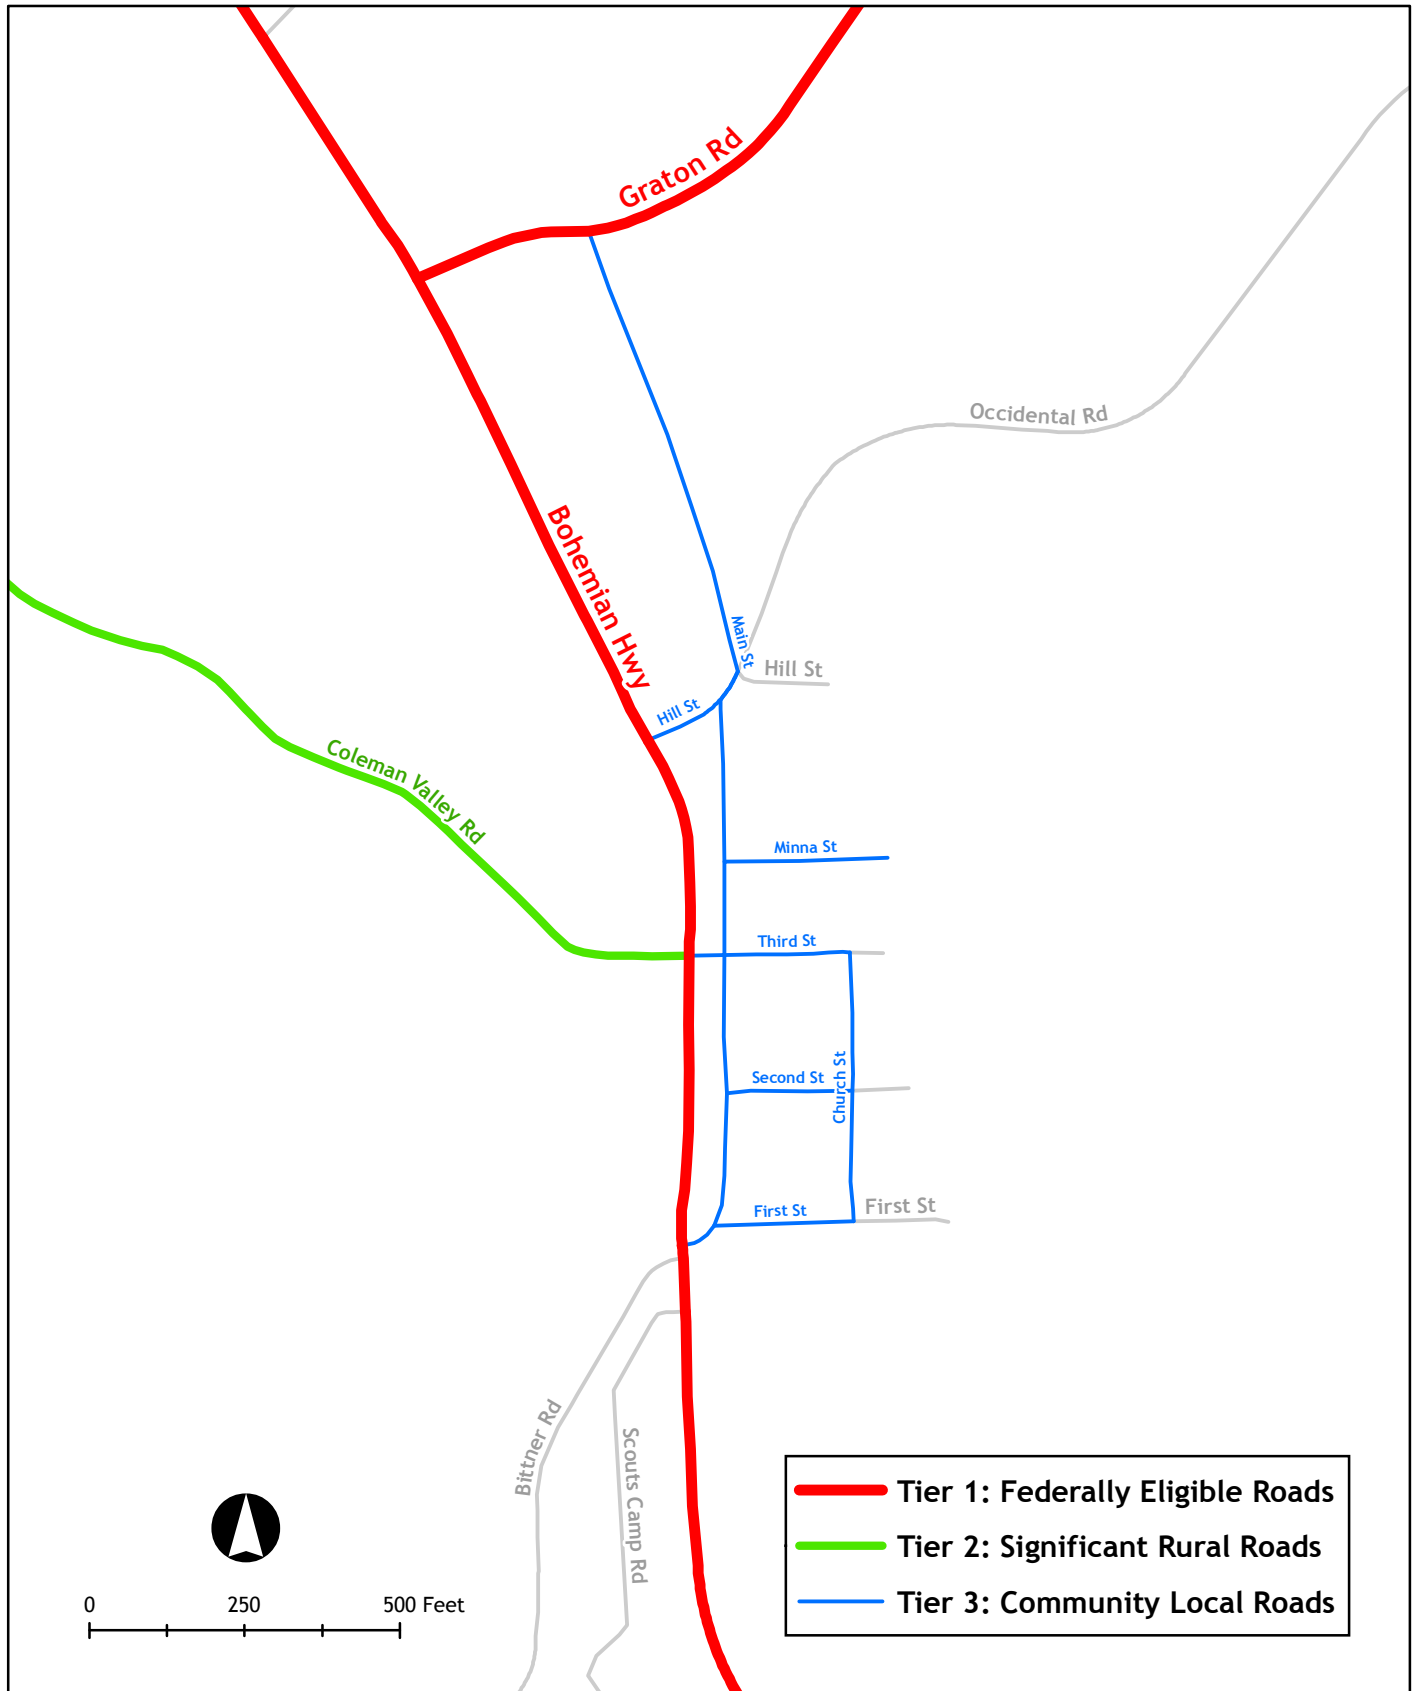 Graton Rd
Occidental Rd
Bohemian Hwy
Main St
Hill St
Hill St
Coleman Valley Rd
Minna St
Third St
Second St
Church St
First St
First St
Bittner Rd
Scouts Camp Rd
0 250 500 Feet
Tier 1: Federally Eligible Roads
Tier 2: Significant Rural Roads
Tier 3: Community Local Roads